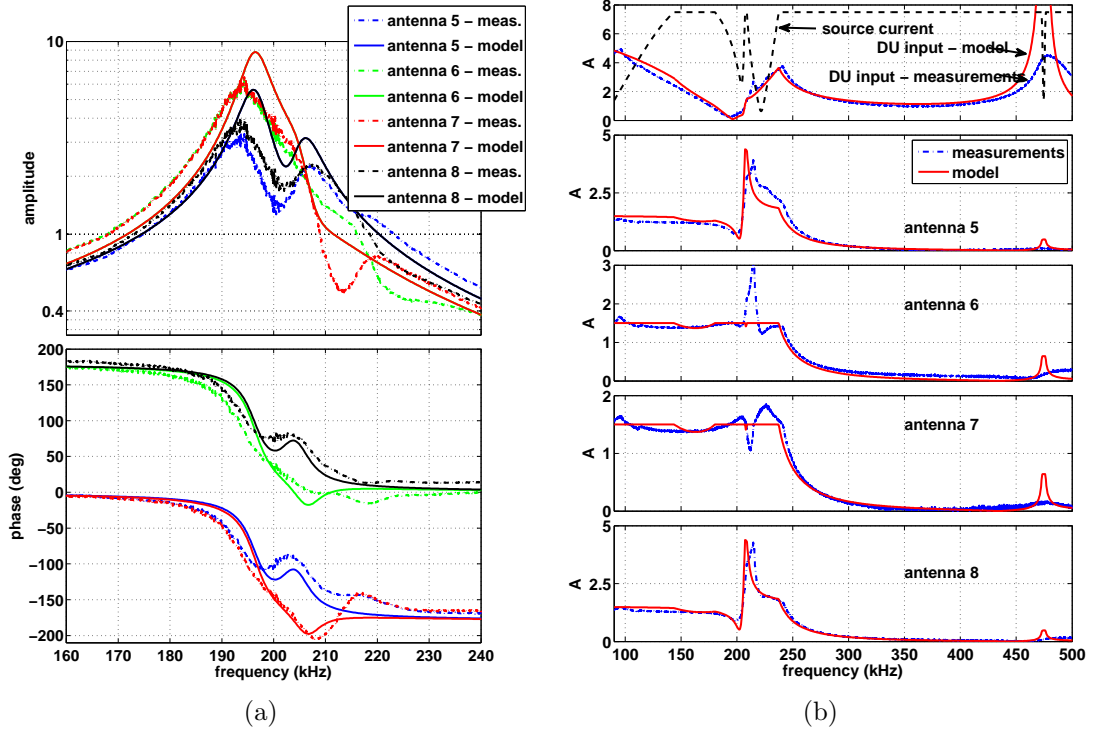 10
1
0.4
amplitude
antenna 5 – meas.
antenna 5 – model
antenna 6 – meas.
antenna 6 – model
antenna 7 – meas.
antenna 7 – model
antenna 8 – meas.
antenna 8 – model
200
150
100
50
0
−50
−100
−150
−200
phase (deg)
160 170 180 190 200 210 220 230 240
frequency (kHz)
(a)
8
6
4
2
0
A
source current
DU input – model
DU input – measurements
5
2.5
0
A
measurements
model
antenna 5
3
2
1
0
A
antenna 6
2
1
0
A
antenna 7
5
2.5
0
A
antenna 8
100 150 200 250 300 350 400 450 500
frequency (kHz)
(b)